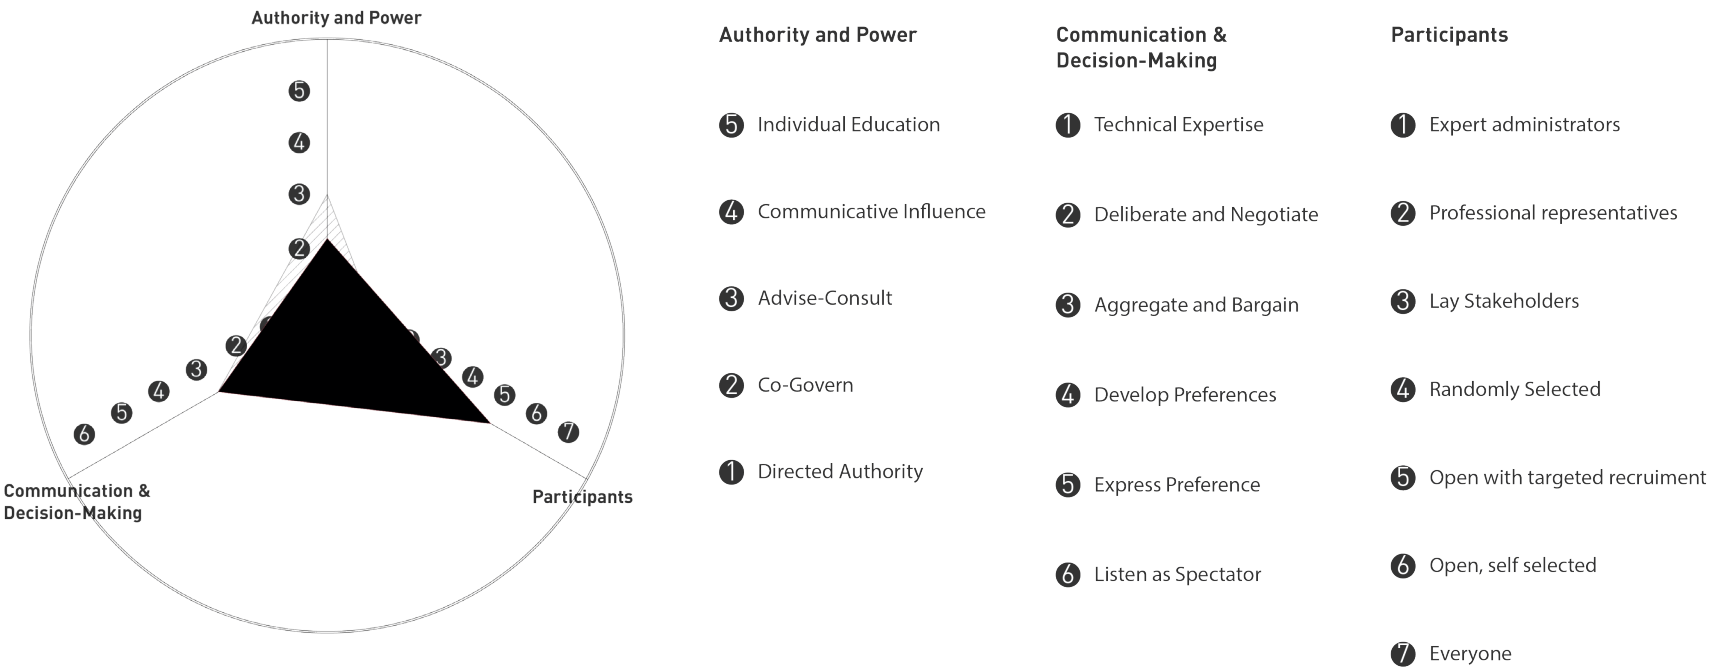 Authority and Power
5
4
3
2
2
3
4
5
6
3
4
5
6
7
Communication &
Decision-Making
Participants
Authority and Power
5 Individual Education
4 Communicative Influence
3 Advise-Consult
2 Co-Govern
1 Directed Authority
Communication &
Decision-Making
1 Technical Expertise
2 Deliberate and Negotiate
3 Aggregate and Bargain
4 Develop Preferences
5 Express Preference
6 Listen as Spectator
Participants
1 Expert administrators
2 Professional representatives
3 Lay Stakeholders
4 Randomly Selected
5 Open with targeted recruiment
6 Open, self selected
7 Everyone